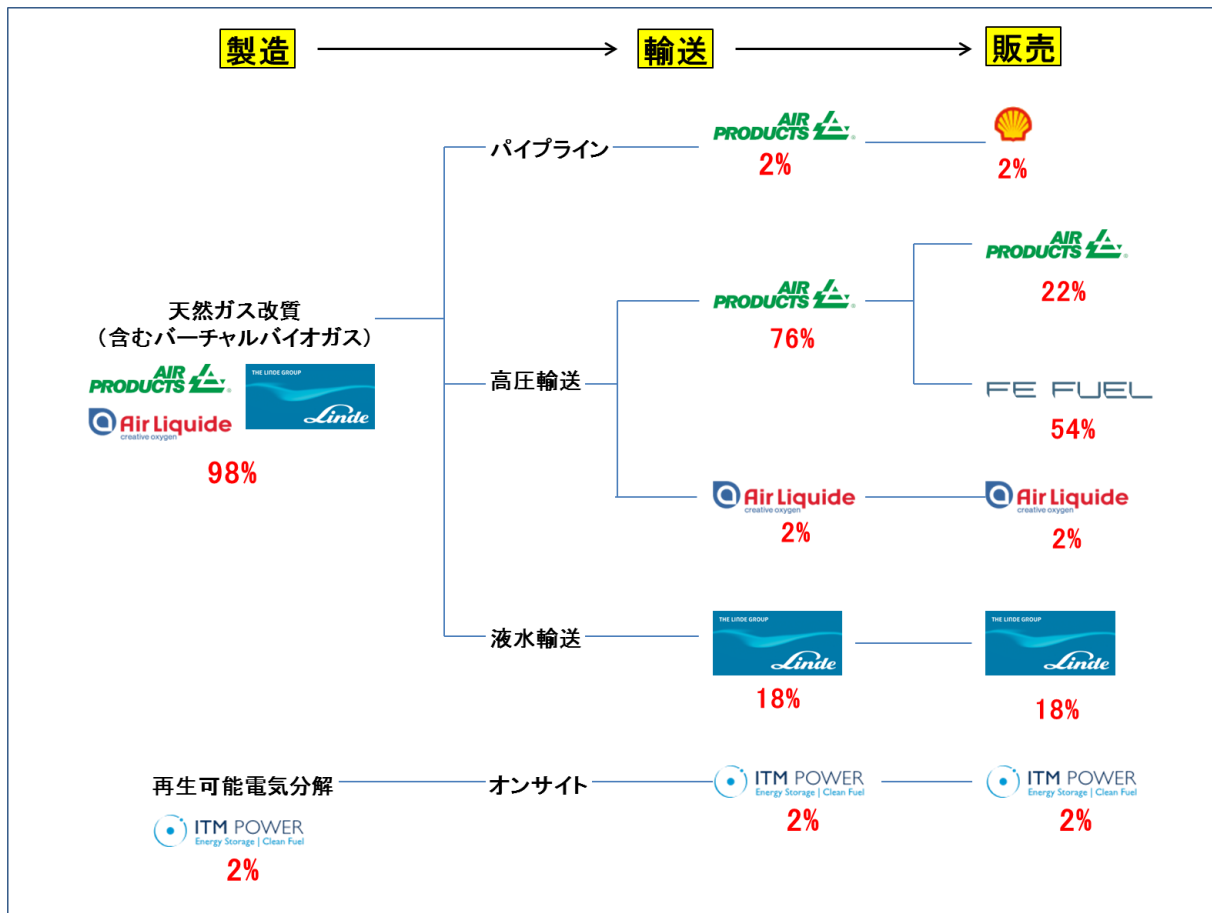 製造
輸送
販売
パイプライン
AIR
PRODUCTS
2%
2%
天然ガス改質
（含むバーチャルバイオガス）
AIR
PRODUCTS
THE LINDE GROUP
Linde
Air Liquide
creative oxygen
98%
高圧輸送
AIR
PRODUCTS
76%
AIR
PRODUCTS
22%
FE FUEL
54%
Air Liquide
creative oxygen
2%
Air Liquide
creative oxygen
2%
液水輸送
THE LINDE GROUP
Linde
18%
THE LINDE GROUP
Linde
18%
再生可能電気分解
ITM POWER
Energy Storage | Clean Fuel
2%
オンサイト
ITM POWER
Energy Storage | Clean Fuel
2%
ITM POWER
Energy Storage | Clean Fuel
2%